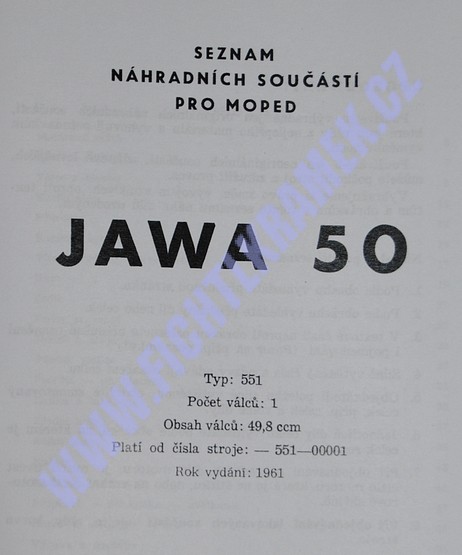 SEZNAM
NÁHRADNÍCH SOUČÁSTÍ
PRO MOPED
JAWA 50
Typ: 551
Počet válců: 1
Obsah válců: 49,8 ccm
Platí od čísla stroje: — 551—00001
Rok vydání: 1961
WWW.FICHTLKRAMEK.CZ